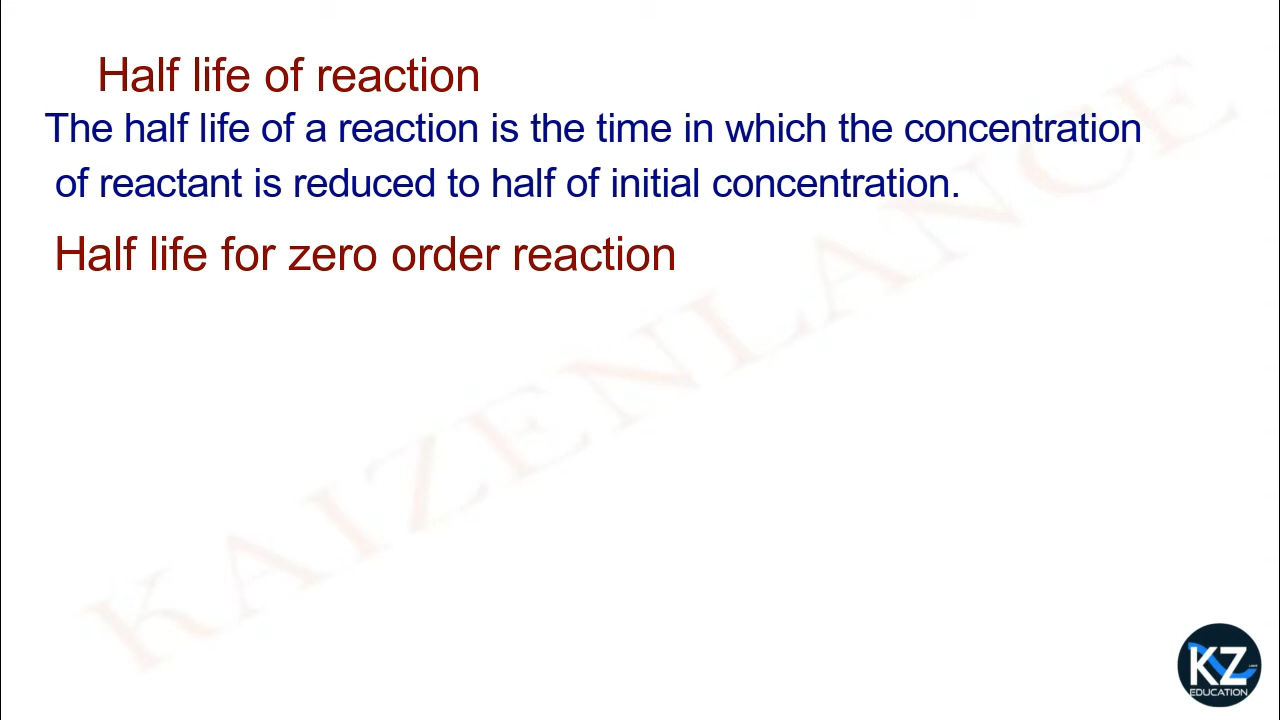 Half life of reaction
The half life of a reaction is the time in which the concentration
of reactant is reduced to half of initial concentration.
Half life for zero order reaction
KAIZENLANCE
KZ
EDUCATION